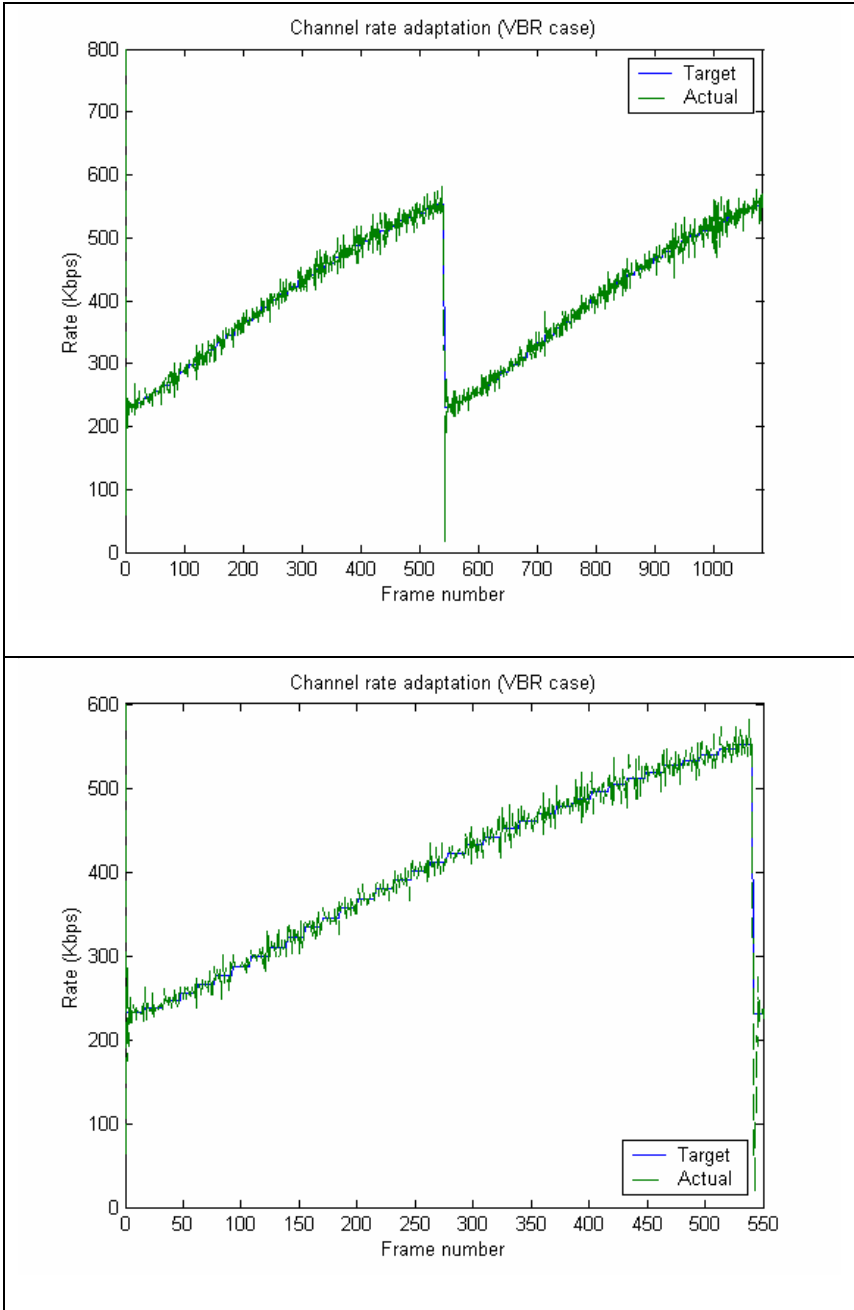 Channel rate adaptation (VBR case)
800
700
600
500
400
300
200
100
0
Rate (Kbps)
Target
Actual
0 100 200 300 400 500 600 700 800 900 1000
Frame number
Channel rate adaptation (VBR case)
600
500
400
300
200
100
0
Rate (Kbps)
Target
Actual
0 50 100 150 200 250 300 350 400 450 500 550
Frame number